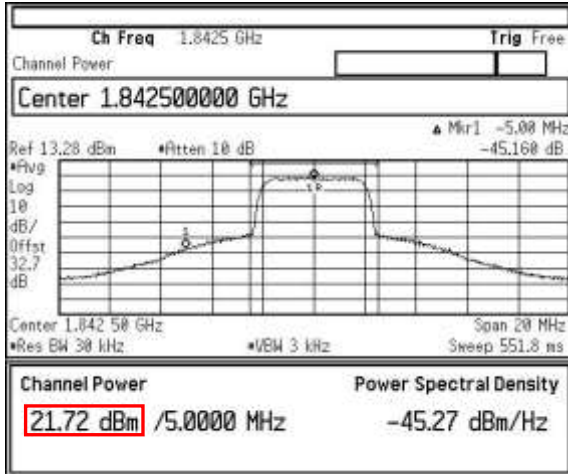 Ch Freq 1.8425 GHz Trig Free
Channel Power
Center 1.842500000 GHz
▲ Mkr1 -5.00 MHz
Ref 13.28 dBm *Atten 10 dB -45.160 dB
*Avg
Log
10
dB/
Offst
32.7
dB
1
1R
Center 1.842 50 GHz Span 20 MHz
*Res BW 30 kHz *VBW 3 kHz Sweep 551.8 ms
Channel Power Power Spectral Density
21.72 dBm /5.0000 MHz -45.27 dBm/Hz